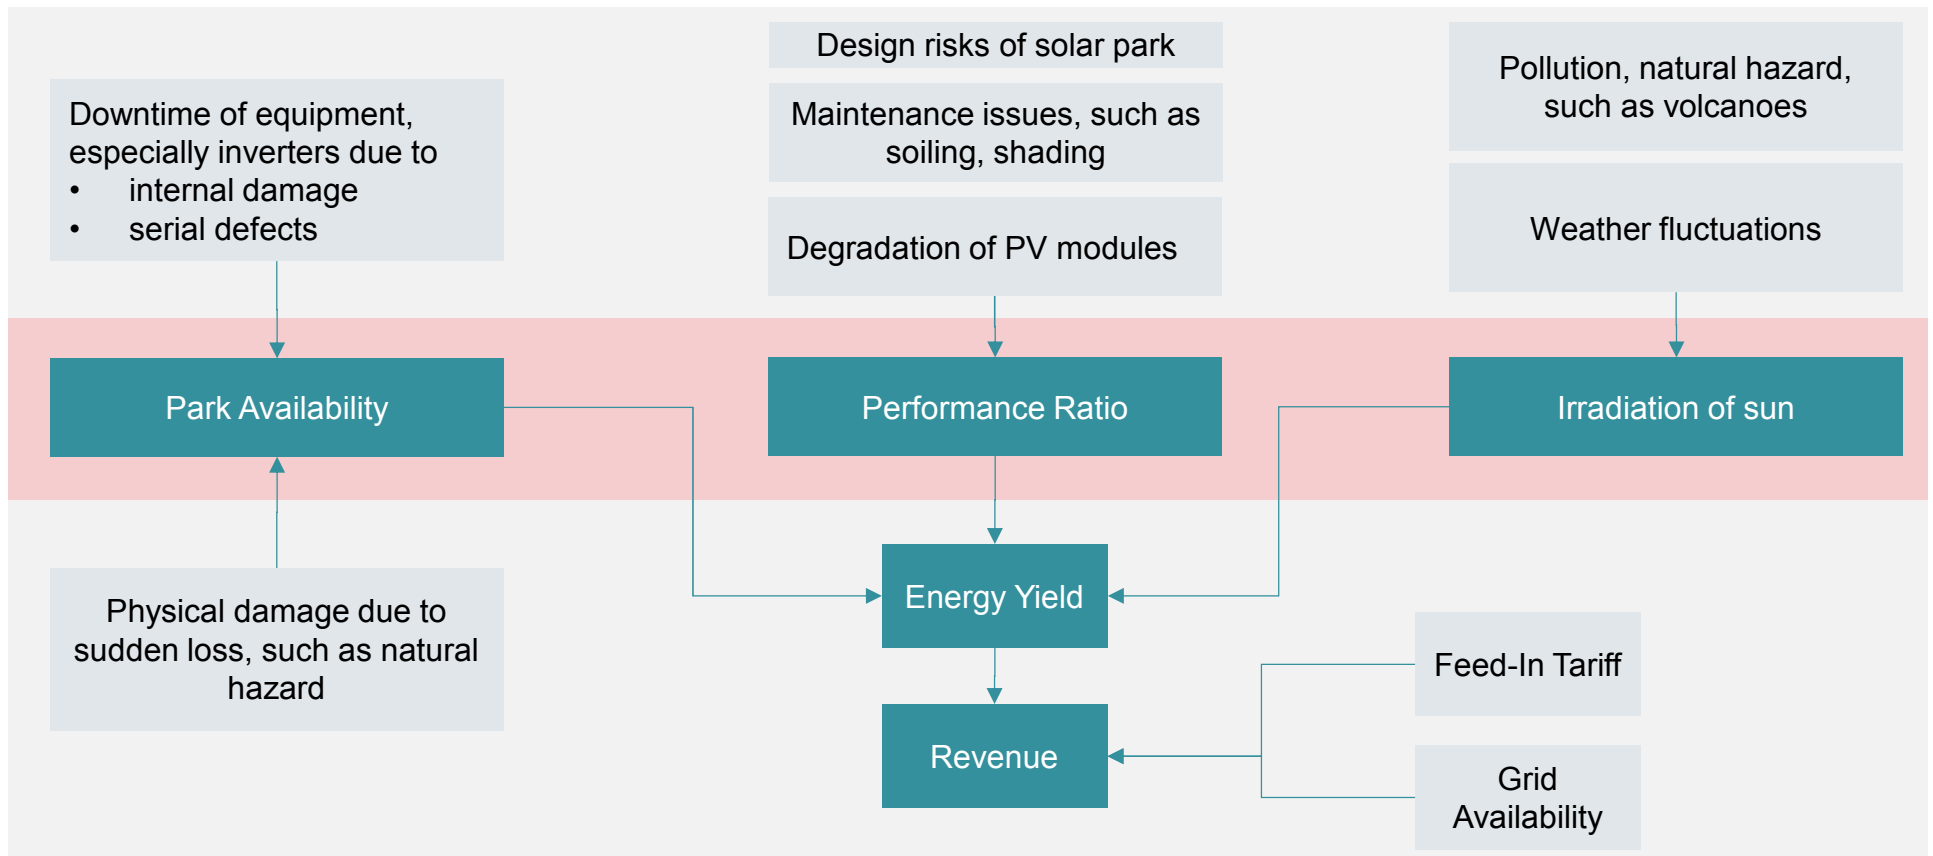 Downtime of equipment,
especially inverters due to
• internal damage
• serial defects
Design risks of solar park
Maintenance issues, such as
soiling, shading
Degradation of PV modules
Pollution, natural hazard,
such as volcanoes
Weather fluctuations
Park Availability
Performance Ratio
Irradiation of sun
Physical damage due to
sudden loss, such as natural
hazard
Energy Yield
Revenue
Feed-In Tariff
Grid
Availability